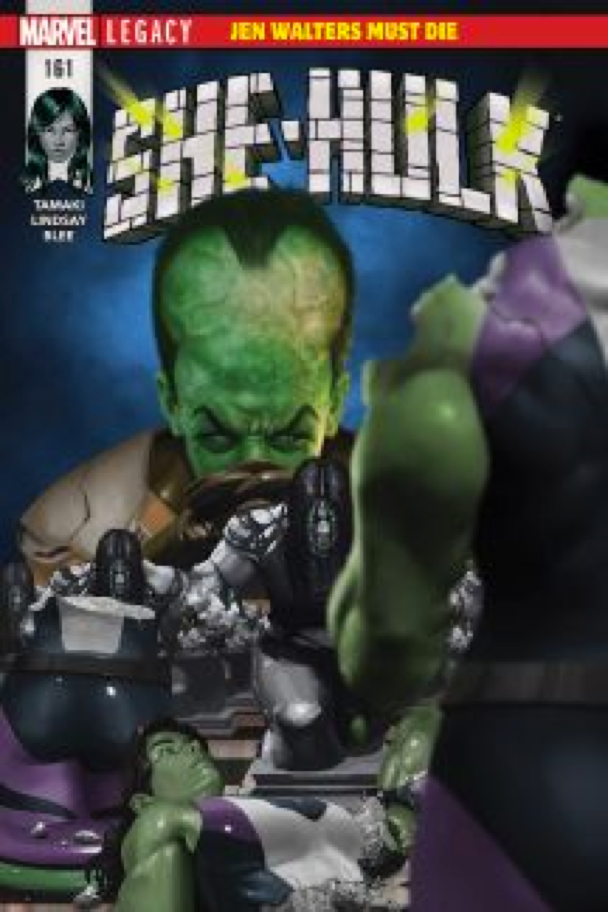 MARVEL LEGACY JEN WALTERS MUST DIE
161
SHE-HULK
TAMAKI
LINDSAY
BLEE